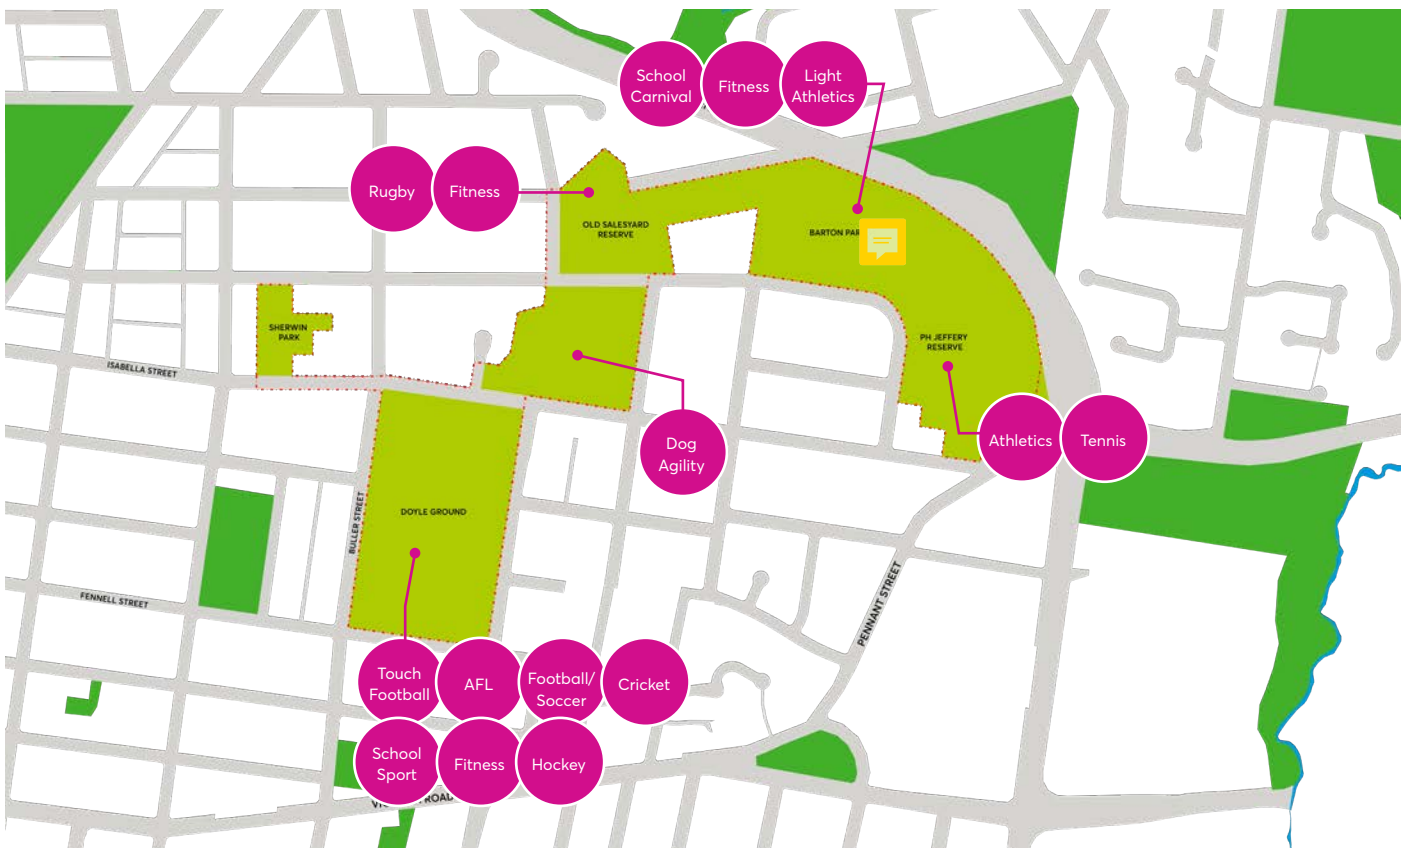 School
Carnival
Fitness
Light
Athletics
Rugby
Fitness
OLD SALESYARD
RESERVE
BARTON
SHERWIN
PARK
PH JEFFERY
RESERVE
ISABELLA STREET
Athletics
Tennis
Dog
Agility
DOYLE GROUND
BULLER STREET
FENNELL STREET
PENNANT STREET
Touch
Football
AFL
Football/
Soccer
Cricket
School
Sport
Fitness
Hockey
ROAD